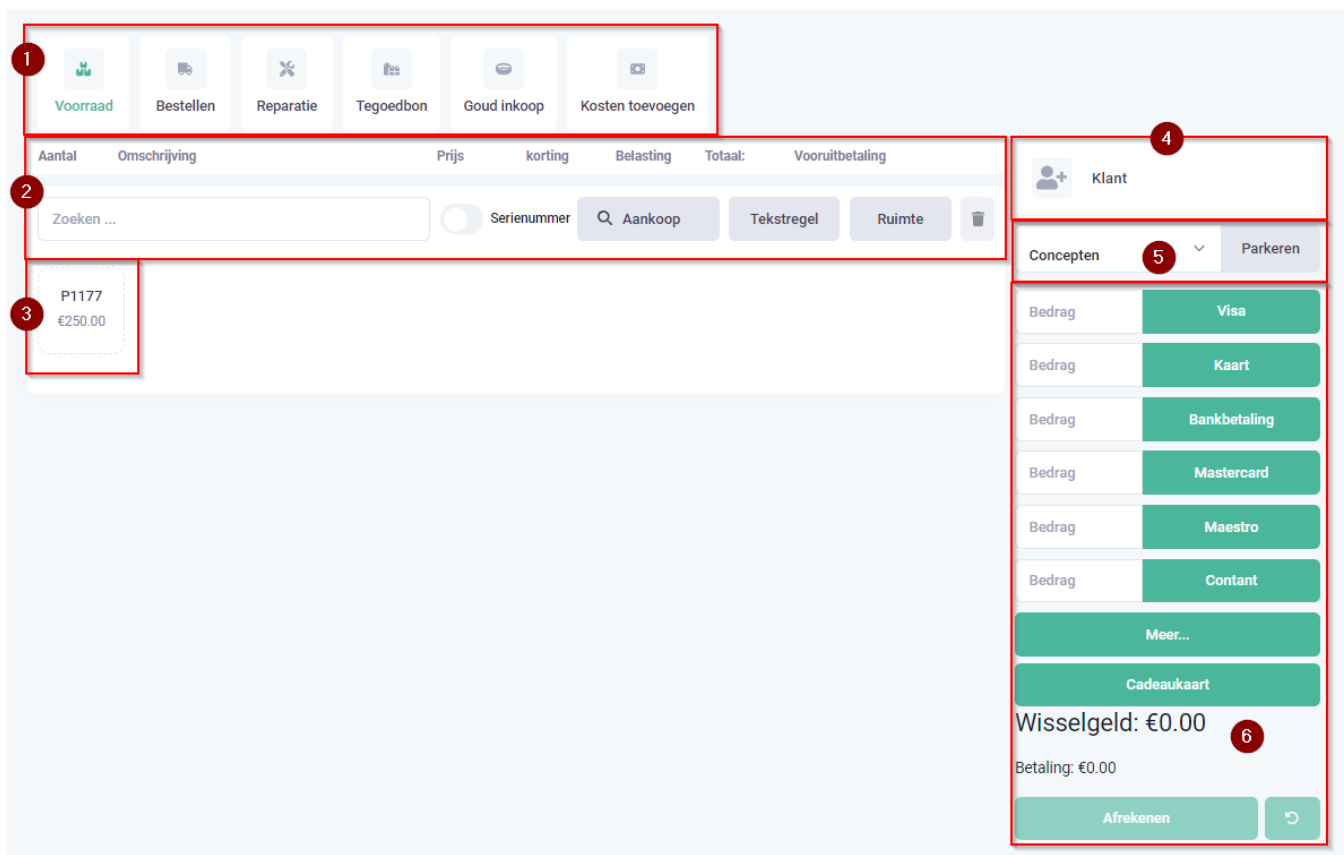 1
Voorraad Bestellen Reparatie Tegoedbon Goud inkoop Kosten toevoegen
Aantal Omschrijving Prijs korting Belasting Totaal: Vooruitbetaling
2
Zoeken ... Serienummer Aankoop Tekstregel Ruimte
3
P1177
€250.00
4
Klant
Concepten 5 Parkeren
Bedrag Visa
Bedrag Kaart
Bedrag Bankbetaling
Bedrag Mastercard
Bedrag Maestro
Bedrag Contant
Meer...
Cadeaukaart
Wisselgeld: €0.00
6
Betaling: €0.00
Afrekenen